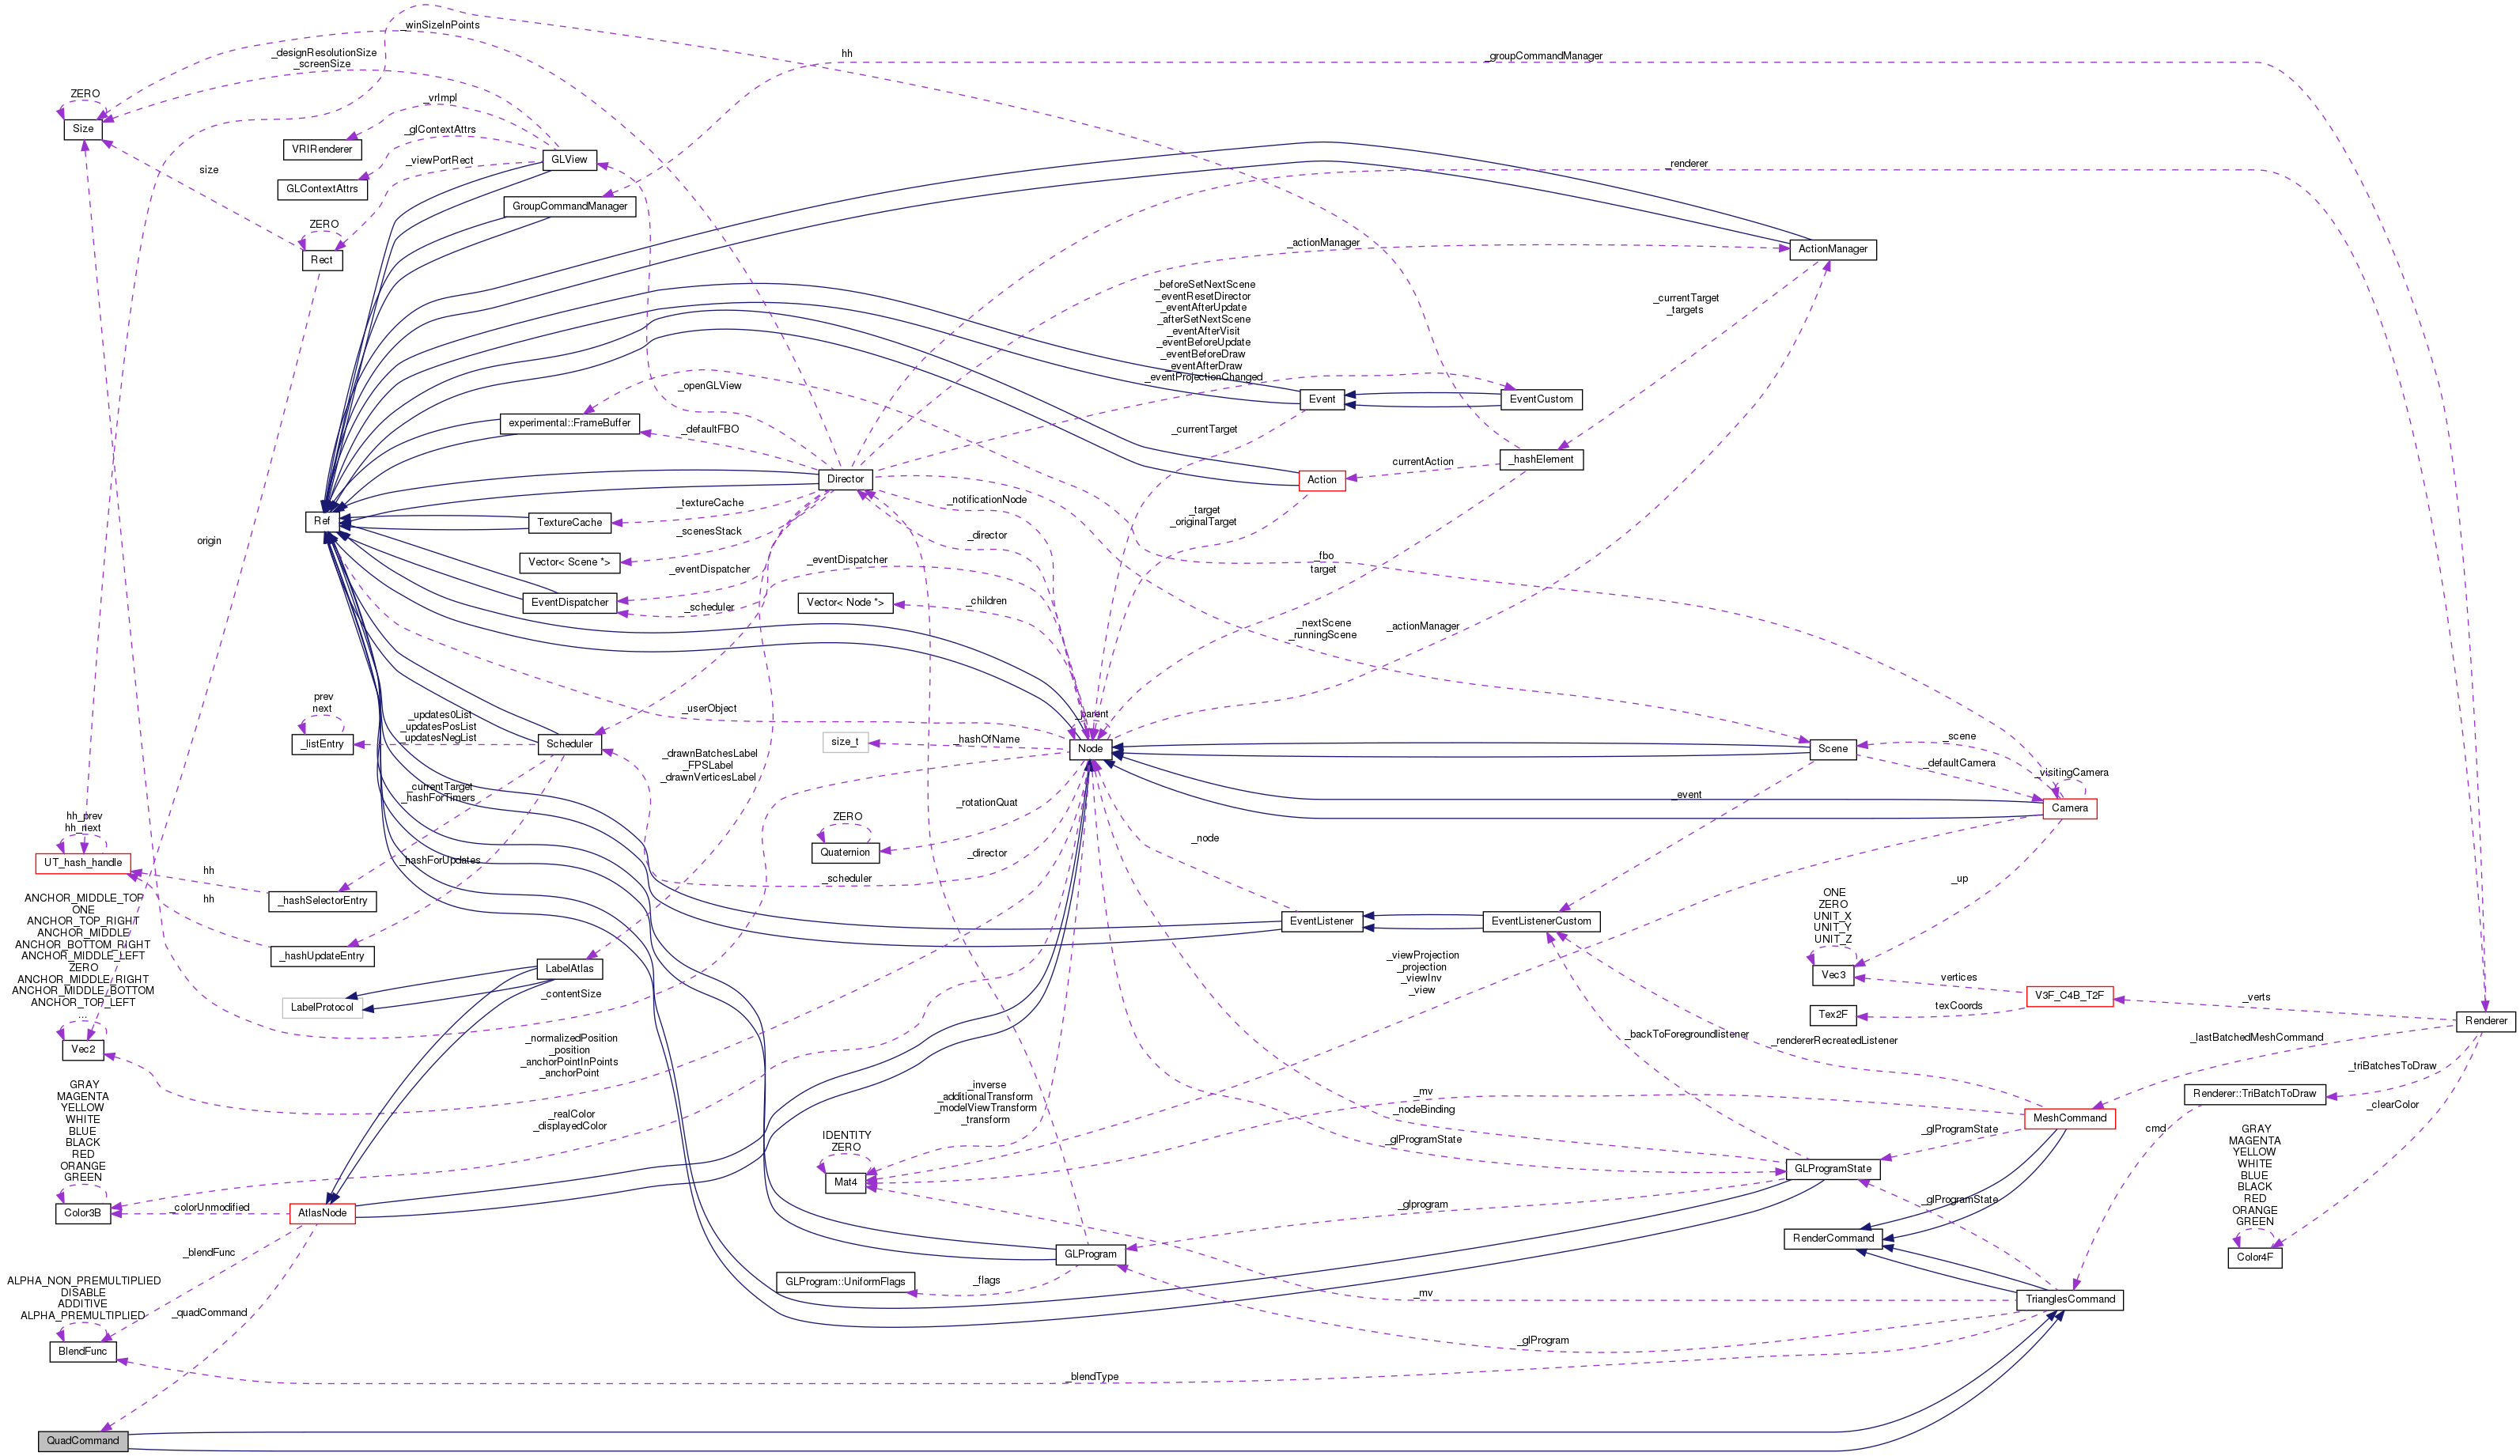 _winSizeInPoints
_designResolutionSize
_screenSize
hh
_groupCommandManager
ZERO
_vrImpl
Size
_glContextAttrs
VRIRenderer
_viewPortRect
GLView
_renderer
size
GLContextAttrs
GroupCommandManager
ZERO
_actionManager
ActionManager
Rect
_beforeSetNextScene
_eventResetDirector
_eventAfterUpdate
_afterSetNextScene
_eventAfterVisit
_eventBeforeUpdate
_eventBeforeDraw
_eventAfterDraw
_eventProjectionChanged
_currentTarget
_targets
_openGLView
Event
EventCustom
experimental::FrameBuffer
_defaultFBO
_currentTarget
currentAction
_hashElement
Director
Action
_textureCache
_notificationNode
_target
_originalTarget
Ref
TextureCache
_scenesStack
_director
origin
_fbo
target
Vector< Scene *>
_eventDispatcher
_eventDispatcher
EventDispatcher
_scheduler
Vector< Node *>
_children
_nextScene
_runningScene
_actionManager
prev
next
_updates0List
_updatesPosList
_updatesNegList
_userObject
_parent
_listEntry
Scheduler
size_t
_hashOfName
Node
Scene
_scene
_drawnBatchesLabel
_FPSLabel
_drawnVerticesLabel
_defaultCamera
_visitingCamera
_currentTarget
_hashForTimers
_rotationQuat
_event
Camera
hh_prev
hh_next
ZERO
UT_hash_handle
_hashForUpdates
Quaternion
_director
_node
hh
_scheduler
_up
_hashSelectorEntry
hh
ANCHOR_MIDDLE_TOP
ONE
ANCHOR_TOP_RIGHT
ANCHOR_MIDDLE
ANCHOR_BOTTOM_RIGHT
ANCHOR_MIDDLE_LEFT
ZERO
ANCHOR_MIDDLE_RIGHT
ANCHOR_MIDDLE_BOTTOM
ANCHOR_TOP_LEFT
...
EventListener
EventListenerCustom
ONE
ZERO
UNIT_X
UNIT_Y
UNIT_Z
_hashUpdateEntry
LabelAtlas
_viewProjection
_projection
_viewInv
_view
Vec3
vertices
V3F_C4B_T2F
_verts
LabelProtocol
_contentSize
texCoords
Tex2F
Renderer
Vec2
_normalizedPosition
_position
_anchorPointInPoints
_anchorPoint
_backToForegroundlistener
_rendererRecreatedListener
_lastBatchedMeshCommand
_triBatchesToDraw
GRAY
MAGENTA
YELLOW
WHITE
BLUE
BLACK
RED
ORANGE
GREEN
_realColor
_displayedColor
_inverse
_additionalTransform
_modelViewTransform
_transform
_mv
_nodeBinding
Renderer::TriBatchToDraw
_clearColor
MeshCommand
cmd
IDENTITY
ZERO
_glProgramState
_glProgramState
GRAY
MAGENTA
YELLOW
WHITE
BLUE
BLACK
RED
ORANGE
GREEN
GLProgramState
Mat4
Color3B
_colorUnmodified
AtlasNode
_glprogram
_glProgramState
RenderCommand
_blendFunc
GLProgram
Color4F
ALPHA_NON_PREMULTIPLIED
DISABLE
ADDITIVE
ALPHA_PREMULTIPLIED
_quadCommand
GLProgram::UniformFlags
_flags
_mv
TrianglesCommand
BlendFunc
_glProgram
_blendType
QuadCommand